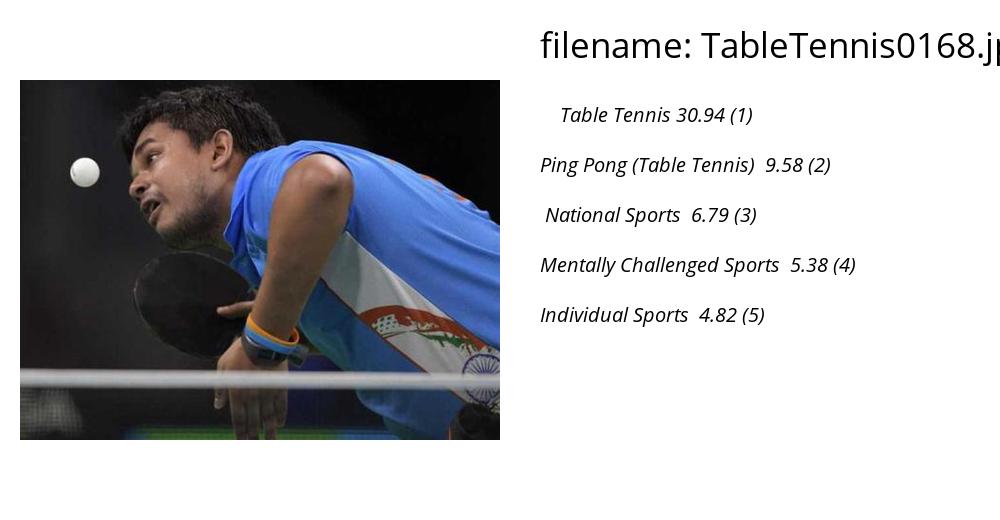 filename: TableTennis0168.jp
Table Tennis 30.94 (1)
Ping Pong (Table Tennis) 9.58 (2)
National Sports 6.79 (3)
Mentally Challenged Sports 5.38 (4)
Individual Sports 4.82 (5)